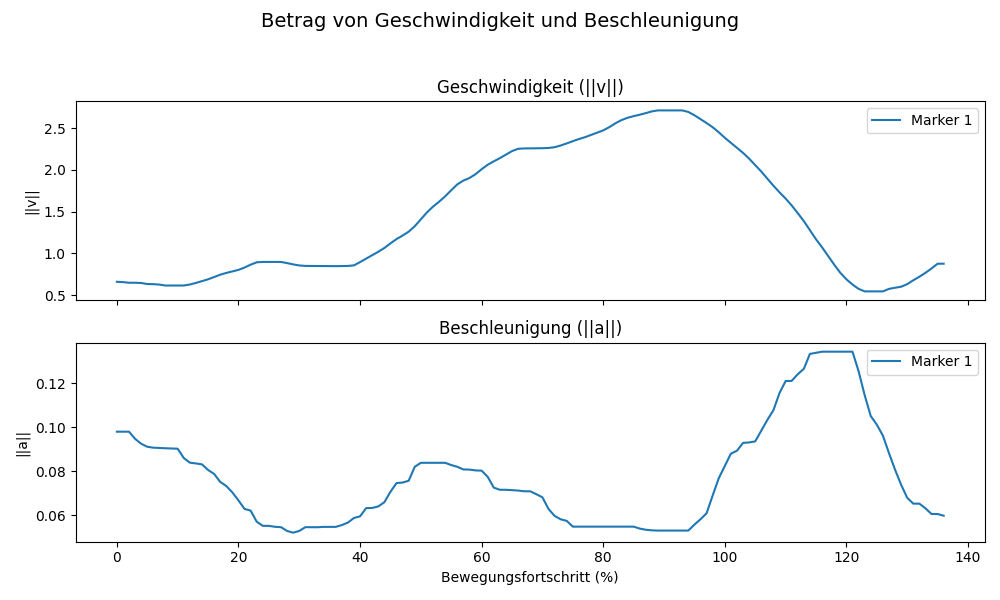 Betrag von Geschwindigkeit und Beschleunigung
Geschwindigkeit (||v||)
Marker 1
||v||
2.5
2.0
1.5
1.0
0.5
Beschleunigung (||a||)
Marker 1
||a||
0.12
0.10
0.08
0.06
0 20 40 60 80 100 120 140
Bewegungsfortschritt (%)